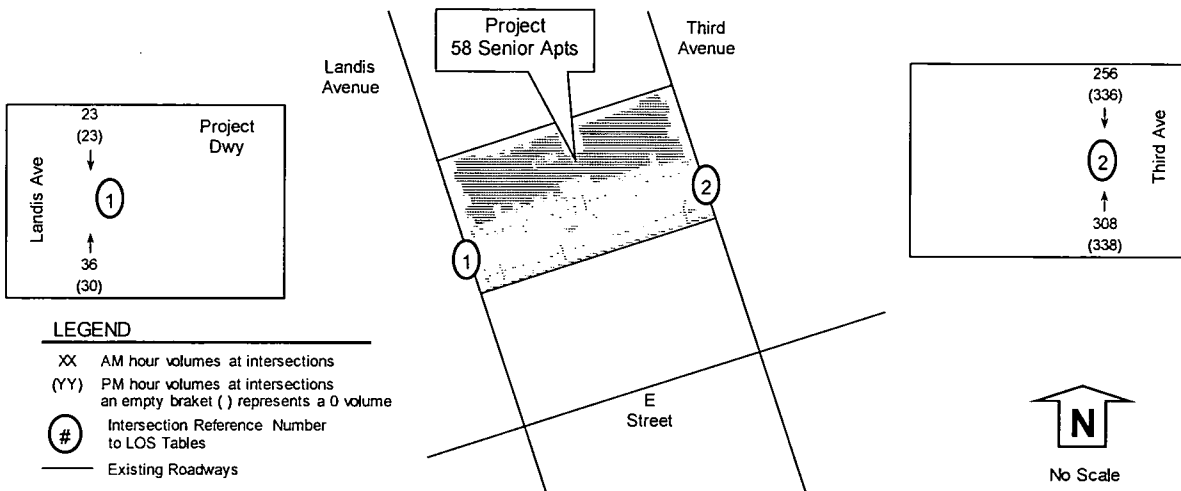 Project
58 Senior Apts
Third
Avenue
Landis
Avenue
23
(23)
Project
Dwy
Landis Ave
1
36
(30)
256
(336)
2
Third Ave
308
(338)
2
1
LEGEND
XX AM hour volumes at intersections
(YY) PM hour volumes at intersections
an empty braket ( ) represents a 0 volume
# Intersection Reference Number
to LOS Tables
Existing Roadways
E
Street
N
No Scale